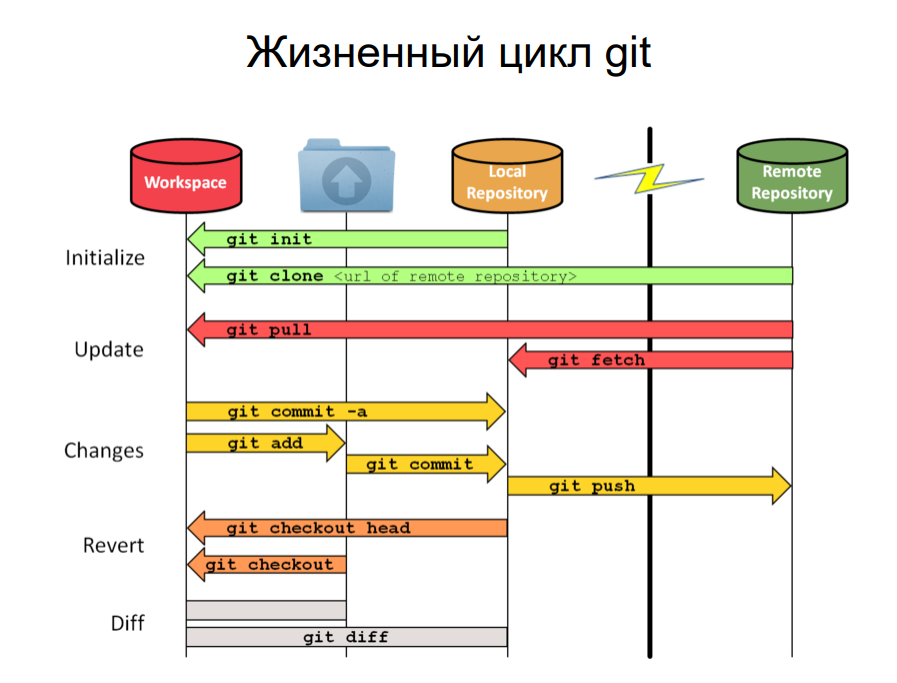 Жизненный цикл git
Workspace
Local
Repository
Remote
Repository
Initialize
git init
git clone <url of remote repository>
Update
git pull
git fetch
Changes
git commit -a
git add
git commit
git push
Revert
git checkout head
git checkout
Diff
git diff